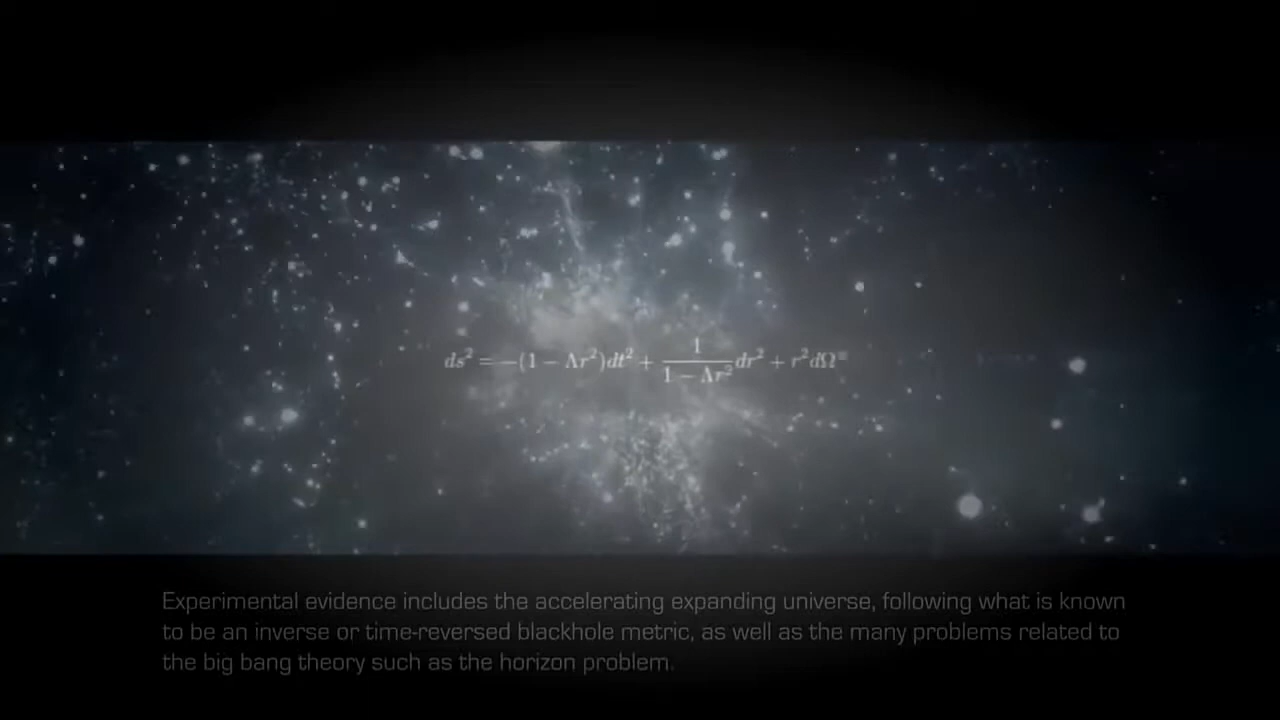 ds² = −(1 − Λr²)dt² + 1/(1 − Λr²) dr² + r²dΩ
Experimental evidence includes the accelerating expanding universe, following what is known
to be an inverse or time-reversed blackhole metric, as well as the many problems related to
the big bang theory such as the horizon problem.